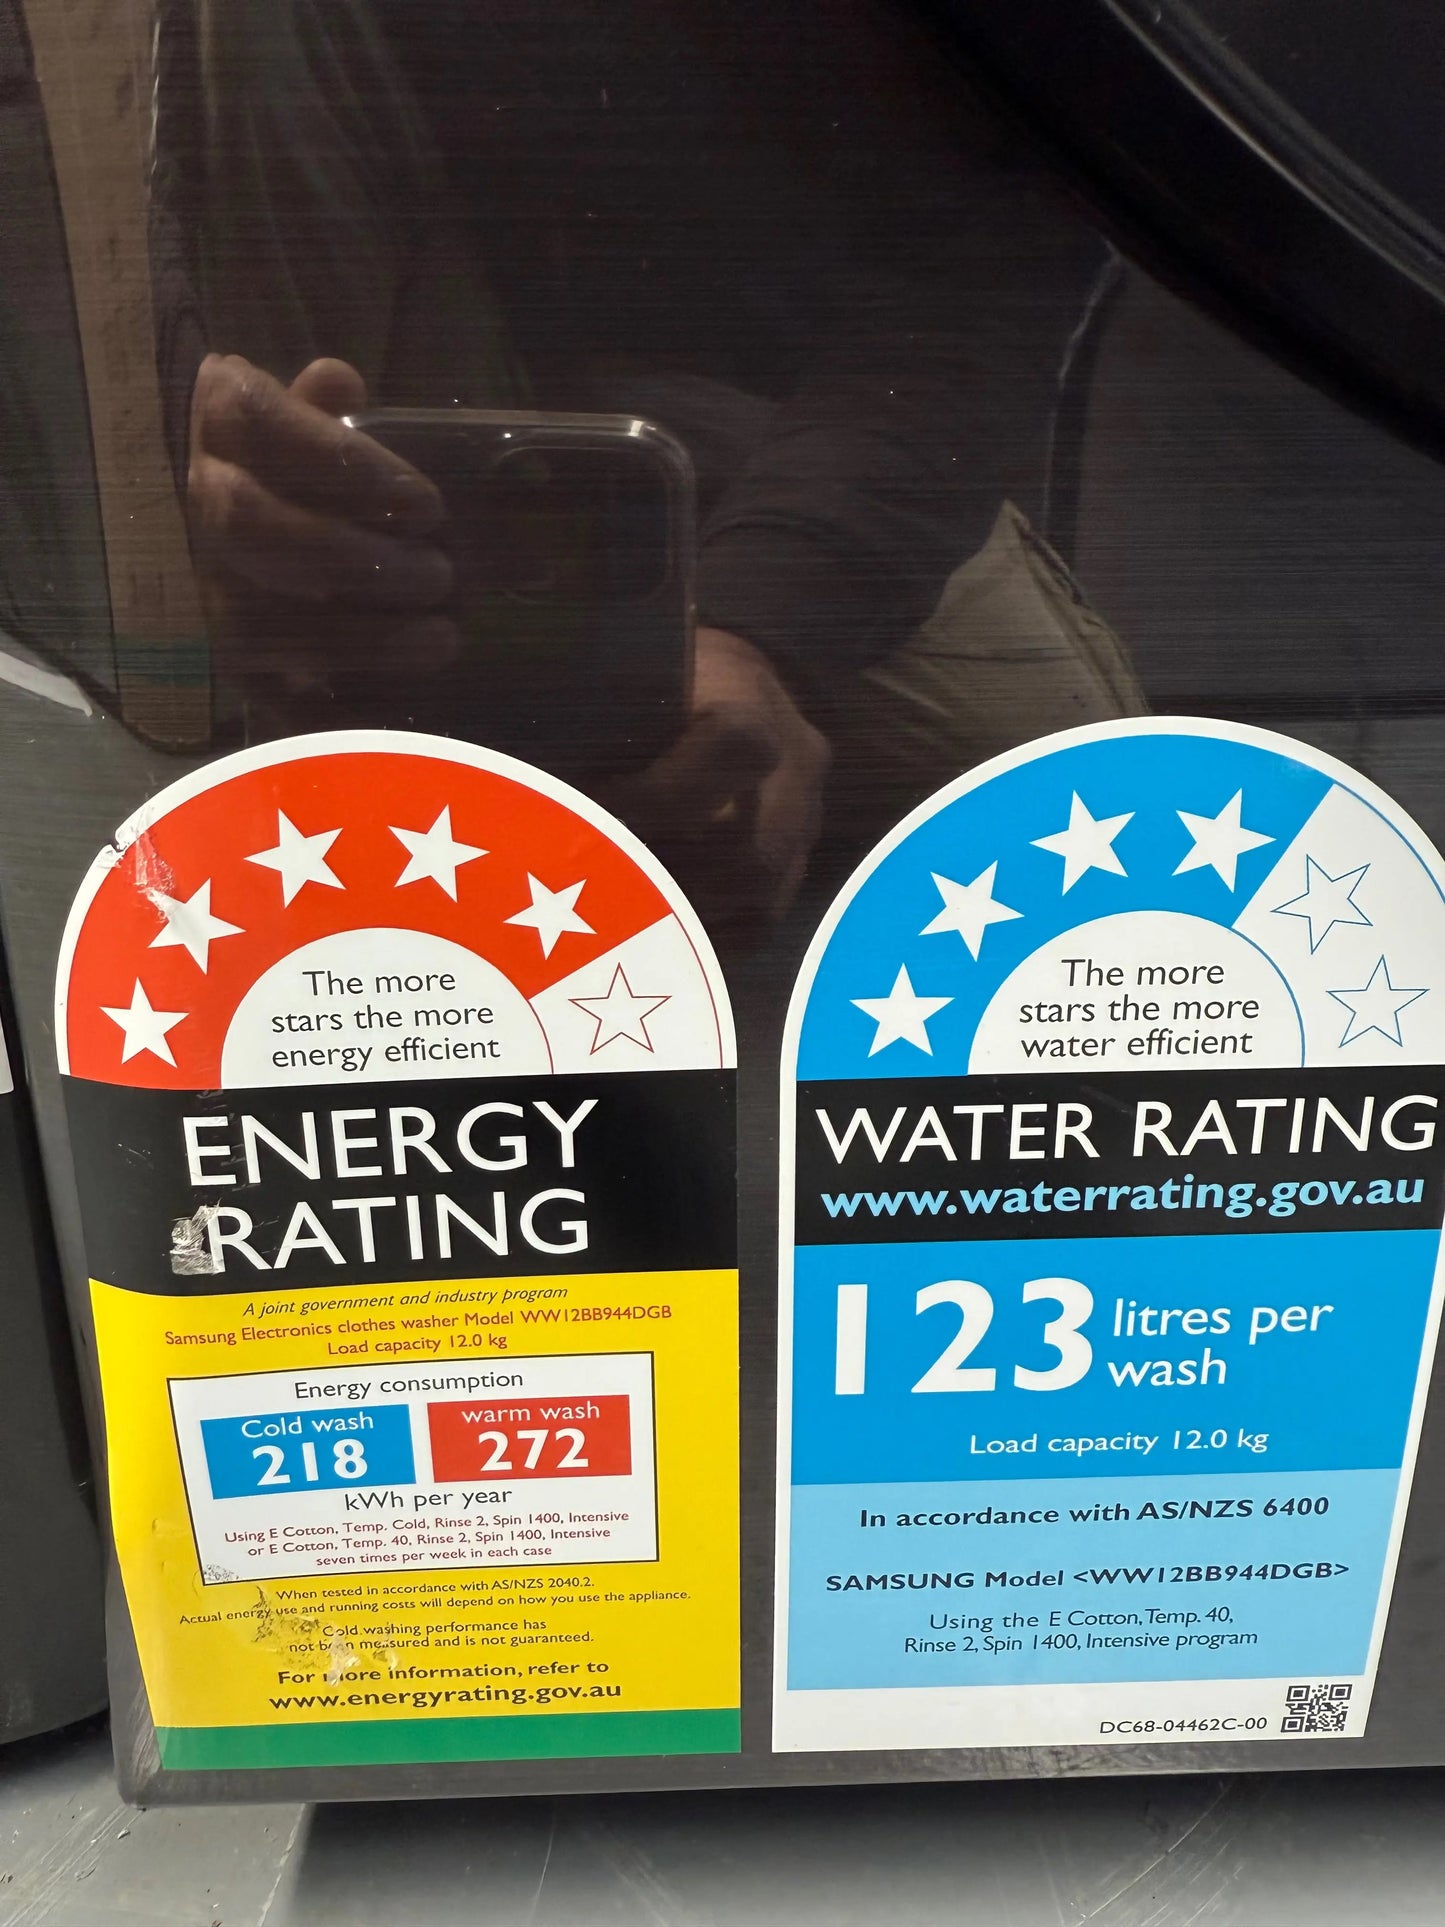 The more
stars the more
energy efficient
ENERGY
RATING
A joint government and industry program
Samsung Electronics clothes washer Model WW12BB944DGB
Load capacity 12.0 kg
Energy consumption
Cold wash
218
warm wash
272
kWh per year
Using E Cotton, Temp. Cold, Rinse 2, Spin 1400, Intensive
or E Cotton, Temp. 40, Rinse 2, Spin 1400, Intensive
seven times per week in each case
When tested in accordance with AS/NZS 2040.2.
Actual energy use and running costs will depend on how you use the appliance.
Cold washing performance has
not been measured and is not guaranteed.
For more information, refer to
www.energyrating.gov.au
The more
stars the more
water efficient
WATER RATING
www.waterrating.gov.au
123 litres per
wash
Load capacity 12.0 kg
In accordance with AS/NZS 6400
SAMSUNG Model <WW12BB944DGB>
Using the E Cotton, Temp. 40,
Rinse 2, Spin 1400, Intensive program
DC68-04462C-00